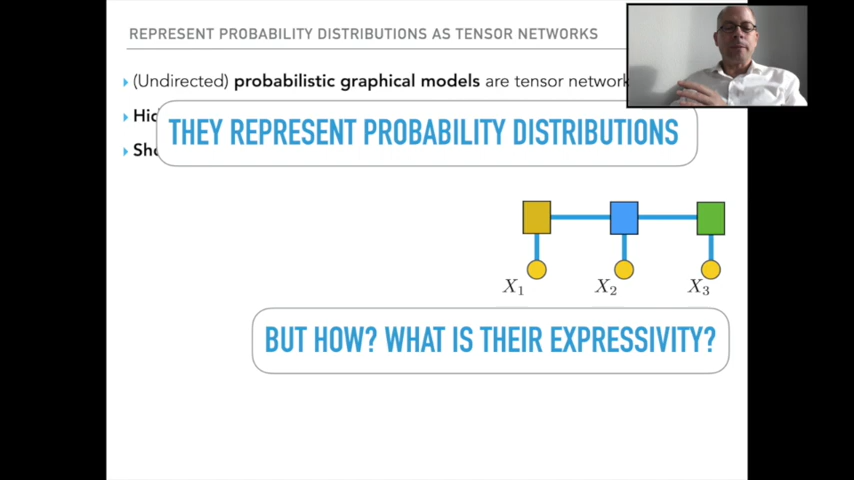 REPRESENT PROBABILITY DISTRIBUTIONS AS TENSOR NETWORKS
(Undirected) probabilistic graphical models are tensor
THEY REPRESENT PROBABILITY DISTRIBUTIONS
X1 X2 X3
BUT HOW? WHAT IS THEIR EXPRESSIVITY?